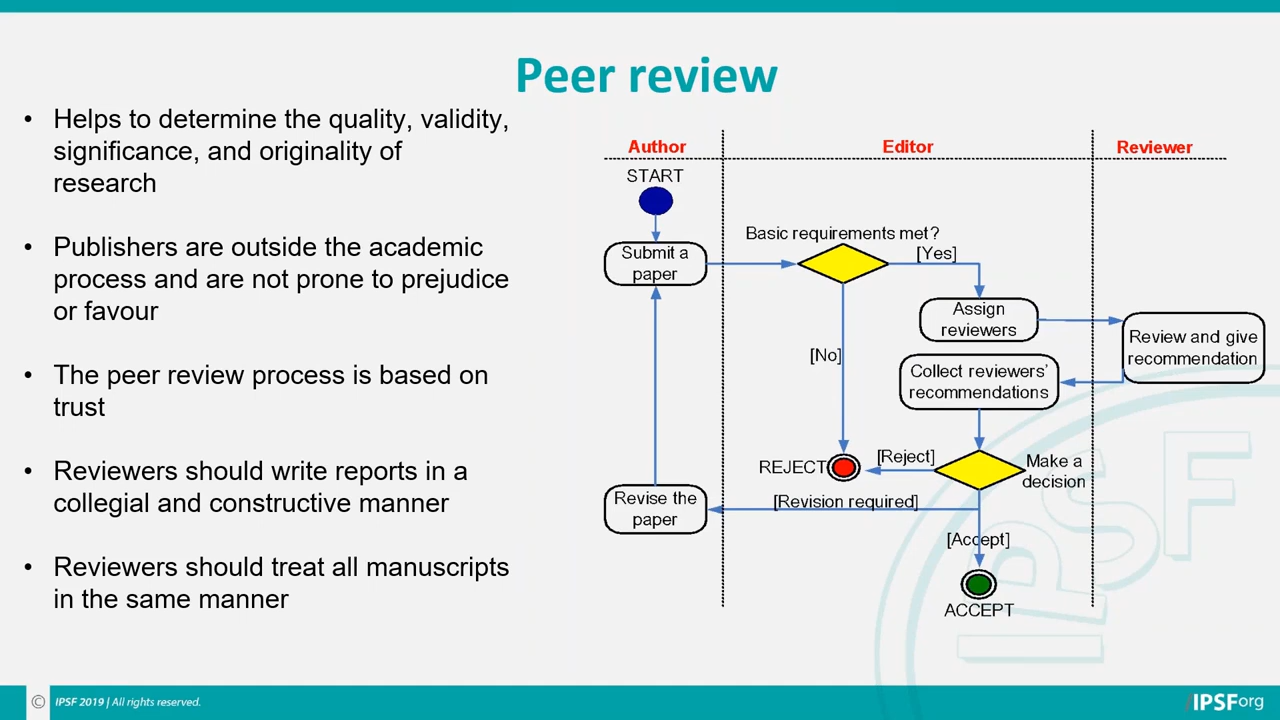 Peer review
• Helps to determine the quality, validity,
significance, and originality of
research
• Publishers are outside the academic
process and are not prone to prejudice
or favour
• The peer review process is based on
trust
• Reviewers should write reports in a
collegial and constructive manner
• Reviewers should treat all manuscripts
in the same manner
Author
Editor
Reviewer
START
Submit a
paper
Basic requirements met?
[Yes]
Assign
reviewers
Review and give
recommendation
[No]
Collect reviewers'
recommendations
REJECT
[Reject]
Make a
decision
Revise the
paper
[Revision required]
[Accept]
ACCEPT
IPSF
© IPSF 2019 | All rights reserved.
/IPSForg